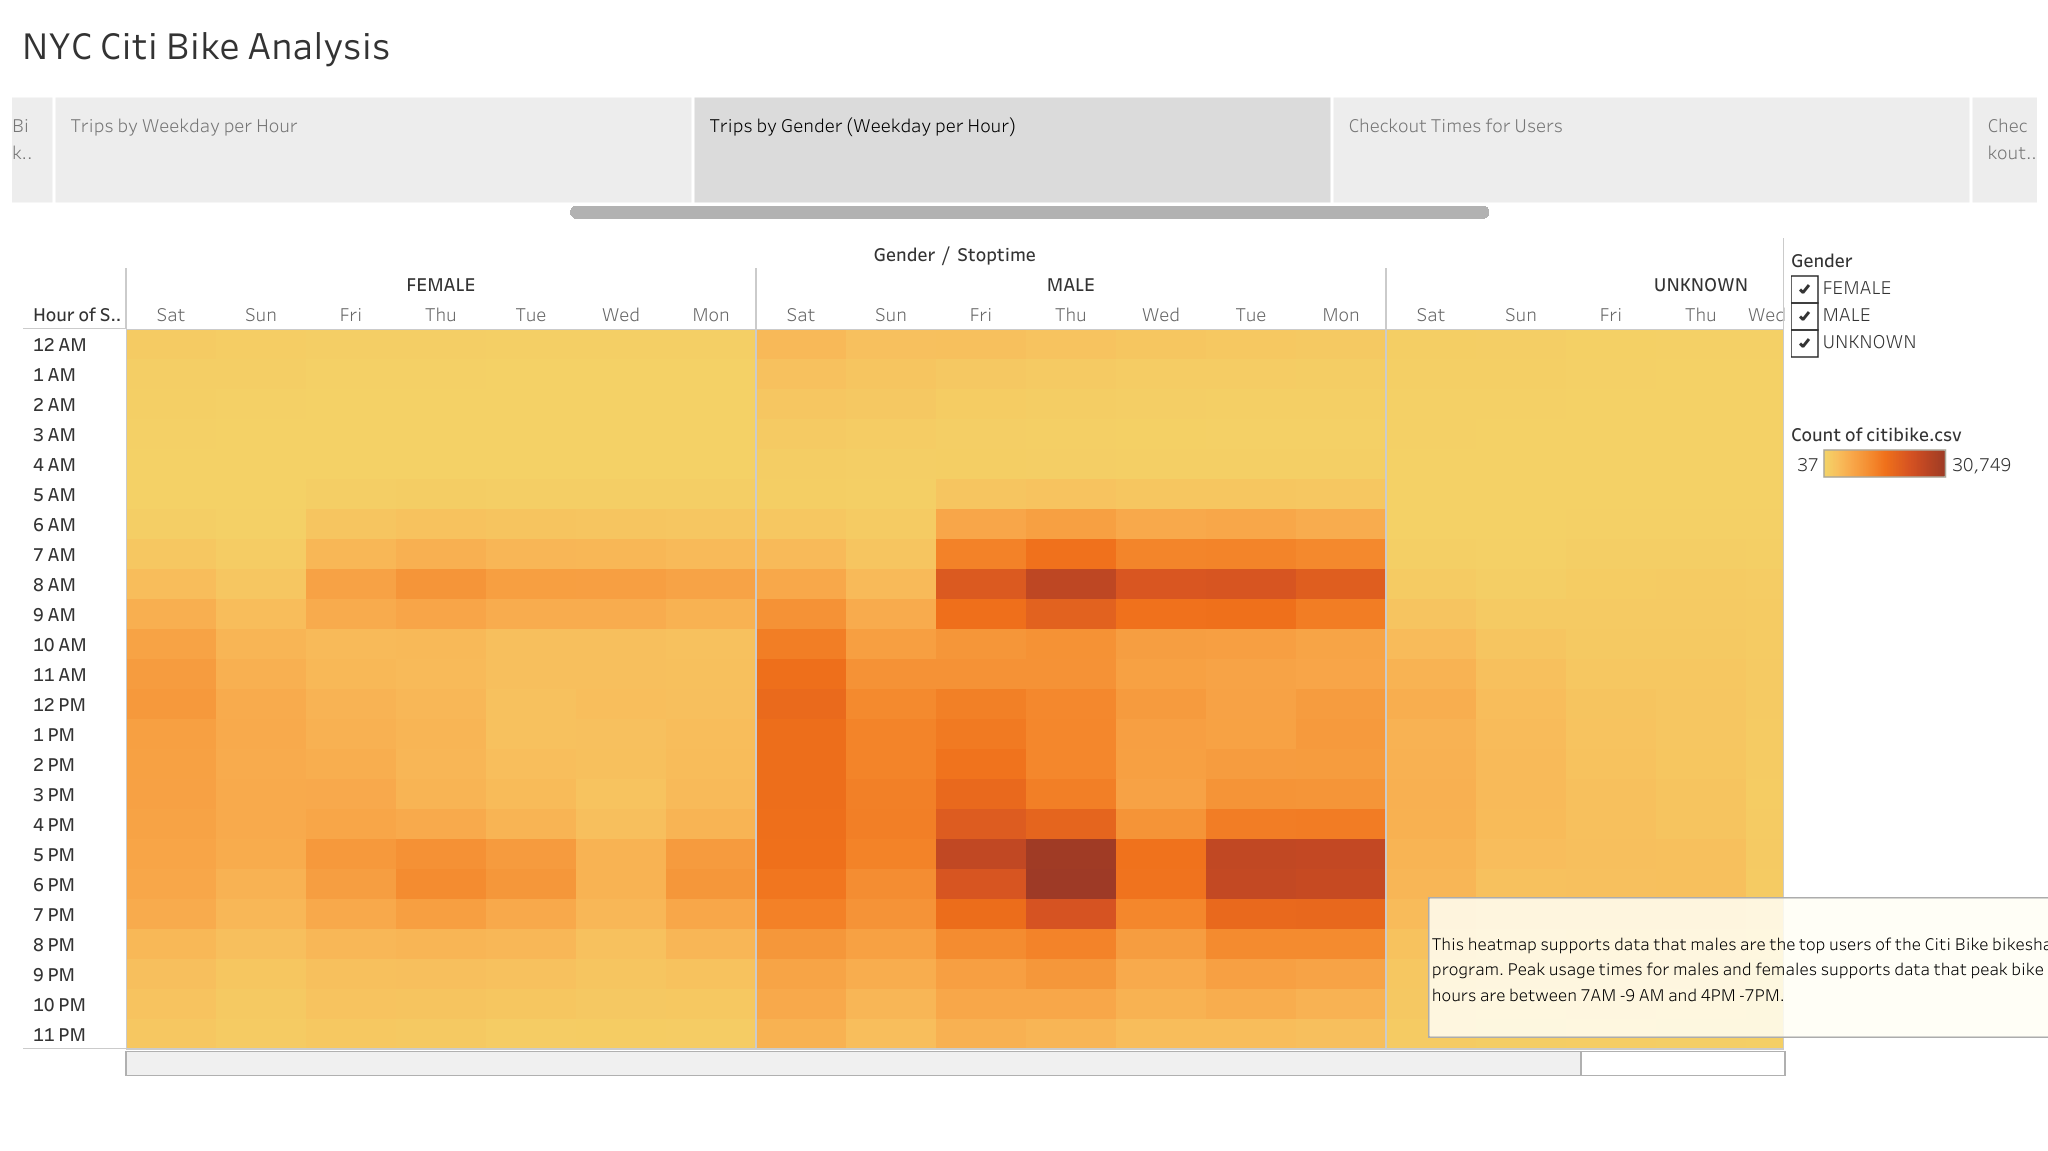 NYC Citi Bike Analysis
Bi
k..
Trips by Weekday per Hour
Trips by Gender (Weekday per Hour)
Checkout Times for Users
Chec
kout..
Gender / Stoptime
FEMALE MALE UNKNOWN
Hour of S.. Sat Sun Fri Thu Tue Wed Mon Sat Sun Fri Thu Wed Tue Mon Sat Sun Fri Thu Wed
12 AM
1 AM
2 AM
3 AM
4 AM
5 AM
6 AM
7 AM
8 AM
9 AM
10 AM
11 AM
12 PM
1 PM
2 PM
3 PM
4 PM
5 PM
6 PM
7 PM
8 PM
9 PM
10 PM
11 PM
Gender
FEMALE
MALE
UNKNOWN
Count of citibike.csv
37 30,749
This heatmap supports data that males are the top users of the Citi Bike bikesha
program. Peak usage times for males and females supports data that peak bike
hours are between 7AM -9 AM and 4PM -7PM.